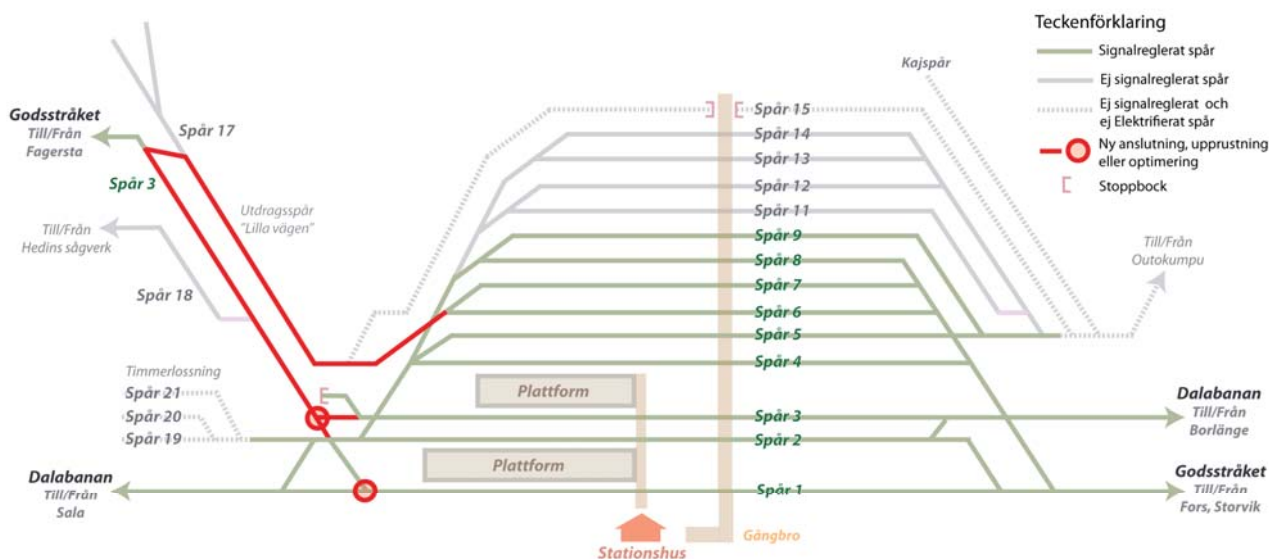 Teckenförklaring
Signalreglerat spår
Ej signalreglerat spår
Ej signalreglerat och
ej Elektrifierat spår
Ny anslutning, upprustning
eller optimering
Stoppbock
Kajspår
Godsstråket
Till/Från
Fagersta
Spår 17
Spår 3
Utdragsspår
"Lilla vägen"
Till/Från
Hedins sågverk
Spår 18
Timmerlossning
Spår 21
Spår 20
Spår 19
Dalabanan
Till/Från
Sala
Spår 15
Spår 14
Spår 13
Spår 12
Spår 11
Spår 9
Spår 8
Spår 7
Spår 6
Spår 5
Spår 4
Spår 3
Spår 2
Spår 1
Plattform
Plattform
Till/Från
Outokumpu
Dalabanan
Till/Från
Borlänge
Godsstråket
Till/Från
Fors, Storvik
Gångbro
Stationshus